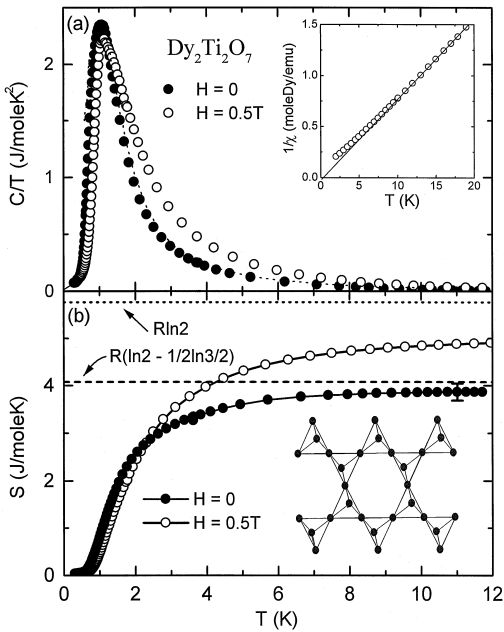 (a)
Dy2Ti2O7
H = 0
H = 0.5T
C/T (J/moleK2)
2
1
0
1/χ (moleDy/emu)
1.5
1.0
0.5
0.0
0 5 10 15 20
T (K)
(b)
Rln2
R(ln2 - 1/2ln3/2)
S (J/moleK)
4
2
0
H = 0
H = 0.5T
0 2 4 6 8 10 12
T (K)